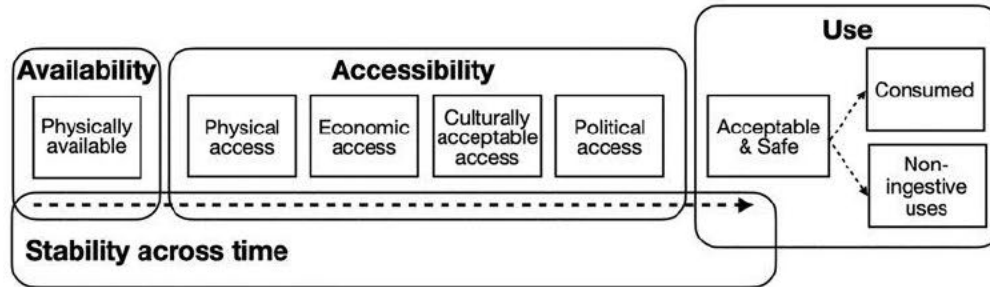 Availability
Physically
available
Accessibility
Physical
access
Economic
access
Culturally
acceptable
access
Political
access
Use
Acceptable
& Safe
Consumed
Non-
ingestive
uses
Stability across time